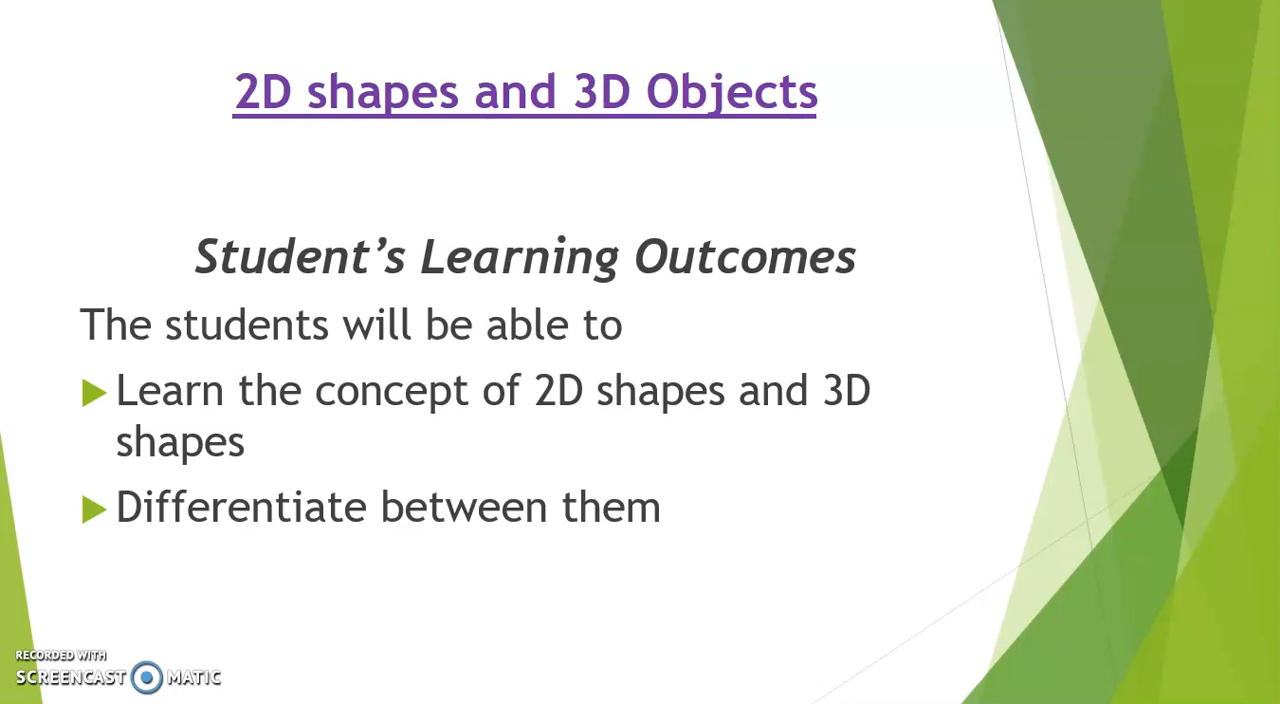 2D shapes and 3D Objects
Student’s Learning Outcomes
The students will be able to
Learn the concept of 2D shapes and 3D
shapes
Differentiate between them
RECORDED WITH
SCREENCAST MATIC